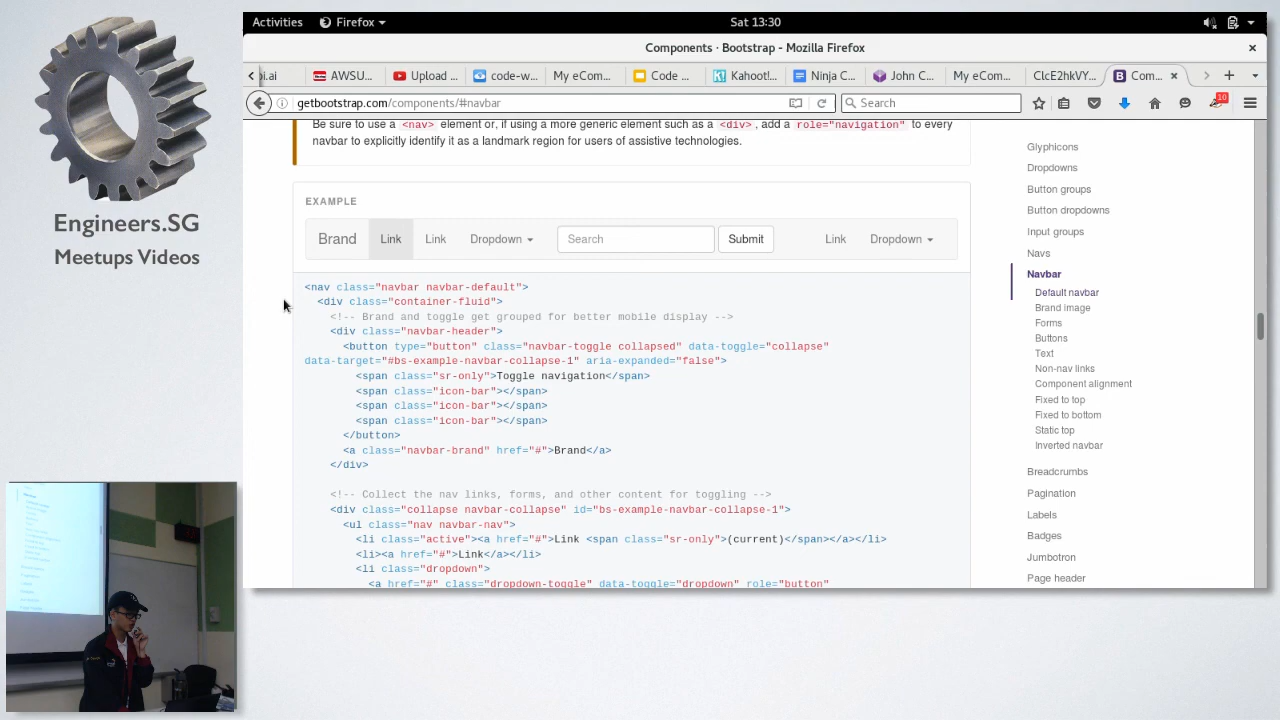 Activities
Firefox
Sat 13:30
Components · Bootstrap - Mozilla Firefox
oi.ai
AWSU...
Upload ...
code-w...
My eCom...
Code ...
Kahoot!...
Ninja C...
John C...
My eCom...
ClcE2hkVY...
Com...
getbootstrap.com/components/#navbar
Search
10
Engineers.SG
Meetups Videos
Be sure to use a <nav> element or, if using a more generic element such as a <div>, add a role="navigation" to every
navbar to explicitly identify it as a landmark region for users of assistive technologies.
EXAMPLE
Brand Link Link Dropdown Search Submit Link Dropdown
<nav class="navbar navbar-default">
<div class="container-fluid">
<!-- Brand and toggle get grouped for better mobile display -->
<div class="navbar-header">
<button type="button" class="navbar-toggle collapsed" data-toggle="collapse"
data-target="#bs-example-navbar-collapse-1" aria-expanded="false">
<span class="sr-only">Toggle navigation</span>
<span class="icon-bar"></span>
<span class="icon-bar"></span>
<span class="icon-bar"></span>
</button>
<a class="navbar-brand" href="#">Brand</a>
</div>
<!-- Collect the nav links, forms, and other content for toggling -->
<div class="collapse navbar-collapse" id="bs-example-navbar-collapse-1">
<ul class="nav navbar-nav">
<li class="active"><a href="#">Link <span class="sr-only">(current)</span></a></li>
<li><a href="#">Link</a></li>
<li class="dropdown">
<a href="#" class="dropdown-toggle" data-toggle="dropdown" role="button"
Glyphicons
Dropdowns
Button groups
Button dropdowns
Input groups
Navs
Navbar
Default navbar
Brand image
Forms
Buttons
Text
Non-nav links
Component alignment
Fixed to top
Fixed to bottom
Static top
Inverted navbar
Breadcrumbs
Pagination
Labels
Badges
Jumbotron
Page header